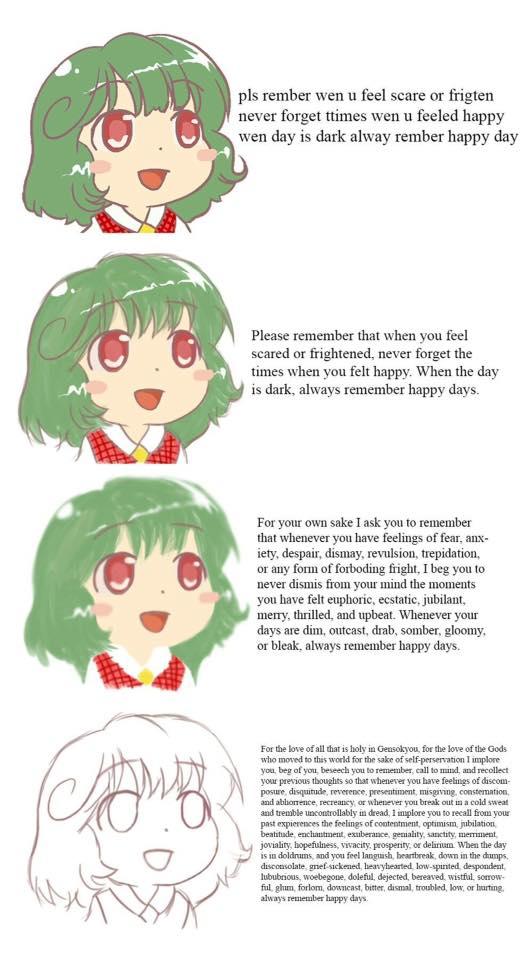 pls rember wen u feel scare or frigten
never forget ttimes wen u feeled happy
wen day is dark alway rember happy day
Please remember that when you feel
scared or frightened, never forget the
times when you felt happy. When the day
is dark, always remember happy days.
For your own sake I ask you to remember
that whenever you have feelings of fear, anx-
iety, despair, dismay, revulsion, trepidation,
or any form of forboding fright, I beg you to
never dismis from your mind the moments
you have felt euphoric, ecstatic, jubilant,
merry, thrilled, and upbeat. Whenever your
days are dim, outcast, drab, somber, gloomy,
or bleak, always remember happy days.
For the love of all that is holy in Gensokyou, for the love of the Gods
who moved to this world for the sake of self-perservation I implore
you, beg of you, beseech you to remember, call to mind, and recollect
your previous thoughts so that whenever you have feelings of discom-
posure, disquitude, reverence, presentiment, misgiving, consternation,
and abhorrence, recreancy, or whenever you break out in a cold sweat
and tremble uncontrollably in dread, I implore you to recall from your
past expierences the feelings of contentment, optimism, jubilation,
beatitude, enchantment, exuberance, geniality, sanctity, merriment,
joviality, hopefulness, vivacity, prosperity, or delirium. When the day
is in doldrums, and you feel languish, heartbreak, down in the dumps,
disconsolate, grief-sickened, heavyhearted, low-spirited, despondent,
lububrious, woebegone, doleful, dejected, bereaved, wistful, sorrow-
ful, glum, forlorn, downcast, bitter, dismal, troubled, low, or hurting,
always remember happy days.